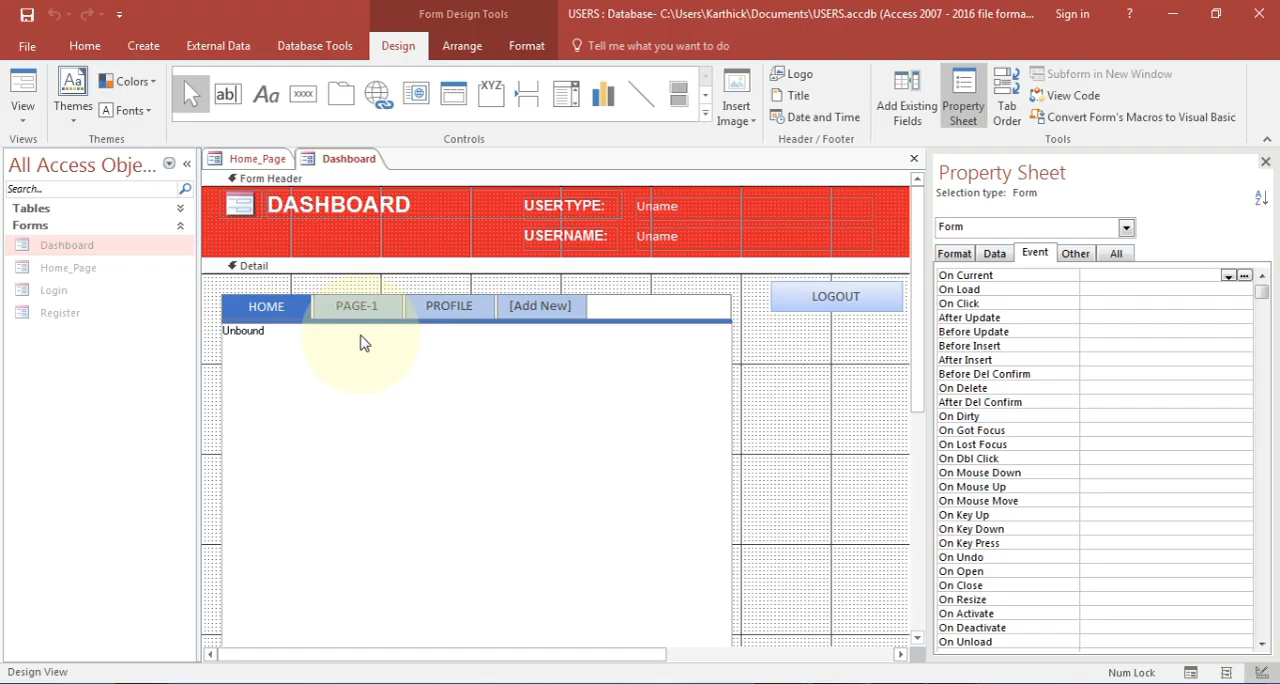 Form Design Tools
USERS : Database- C:\Users\Karthick\Documents\USERS.accdb (Access 2007 - 2016 file forma...
Sign in
?
File
Home
Create
External Data
Database Tools
Design
Arrange
Format
Tell me what you want to do
View
Views
Aa
Themes
Colors
A Fonts
Themes
ab|
Aa
xxxx
XYZ
Controls
Insert Image
Logo
Title
Date and Time
Header / Footer
Add Existing Fields
Property Sheet
Tab Order
Subform in New Window
View Code
Convert Form's Macros to Visual Basic
Tools
All Access Obje...
Search..
Tables
Forms
Dashboard
Home_Page
Login
Register
Home_Page
Dashboard
Form Header
DASHBOARD
USERTYPE:
Uname
USERNAME:
Uname
Detail
HOME
PAGE-1
PROFILE
[Add New]
LOGOUT
Unbound
Property Sheet
Selection type: Form
Form
Format
Data
Event
Other
All
On Current
On Load
On Click
After Update
Before Update
Before Insert
After Insert
Before Del Confirm
On Delete
After Del Confirm
On Dirty
On Got Focus
On Lost Focus
On Dbl Click
On Mouse Down
On Mouse Up
On Mouse Move
On Key Up
On Key Down
On Key Press
On Undo
On Open
On Close
On Resize
On Activate
On Deactivate
On Unload
Design View
Num Lock